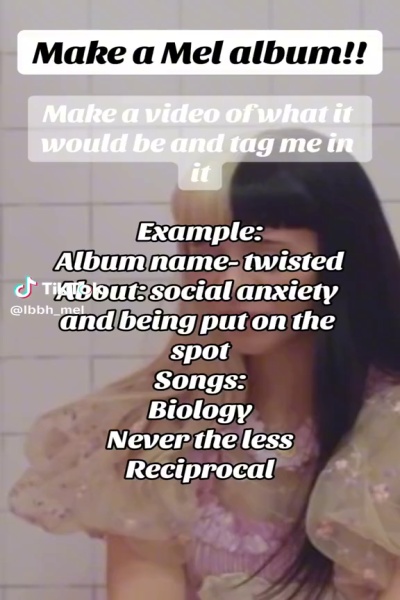 Make a Mel album!!
Make a video of what it
would be and tag me in
it
Example:
Album name- twisted
TikTok
About: social anxiety
@lbbh_mel
and being put on the
spot
Songs:
Biology
Never the less
Reciprocal